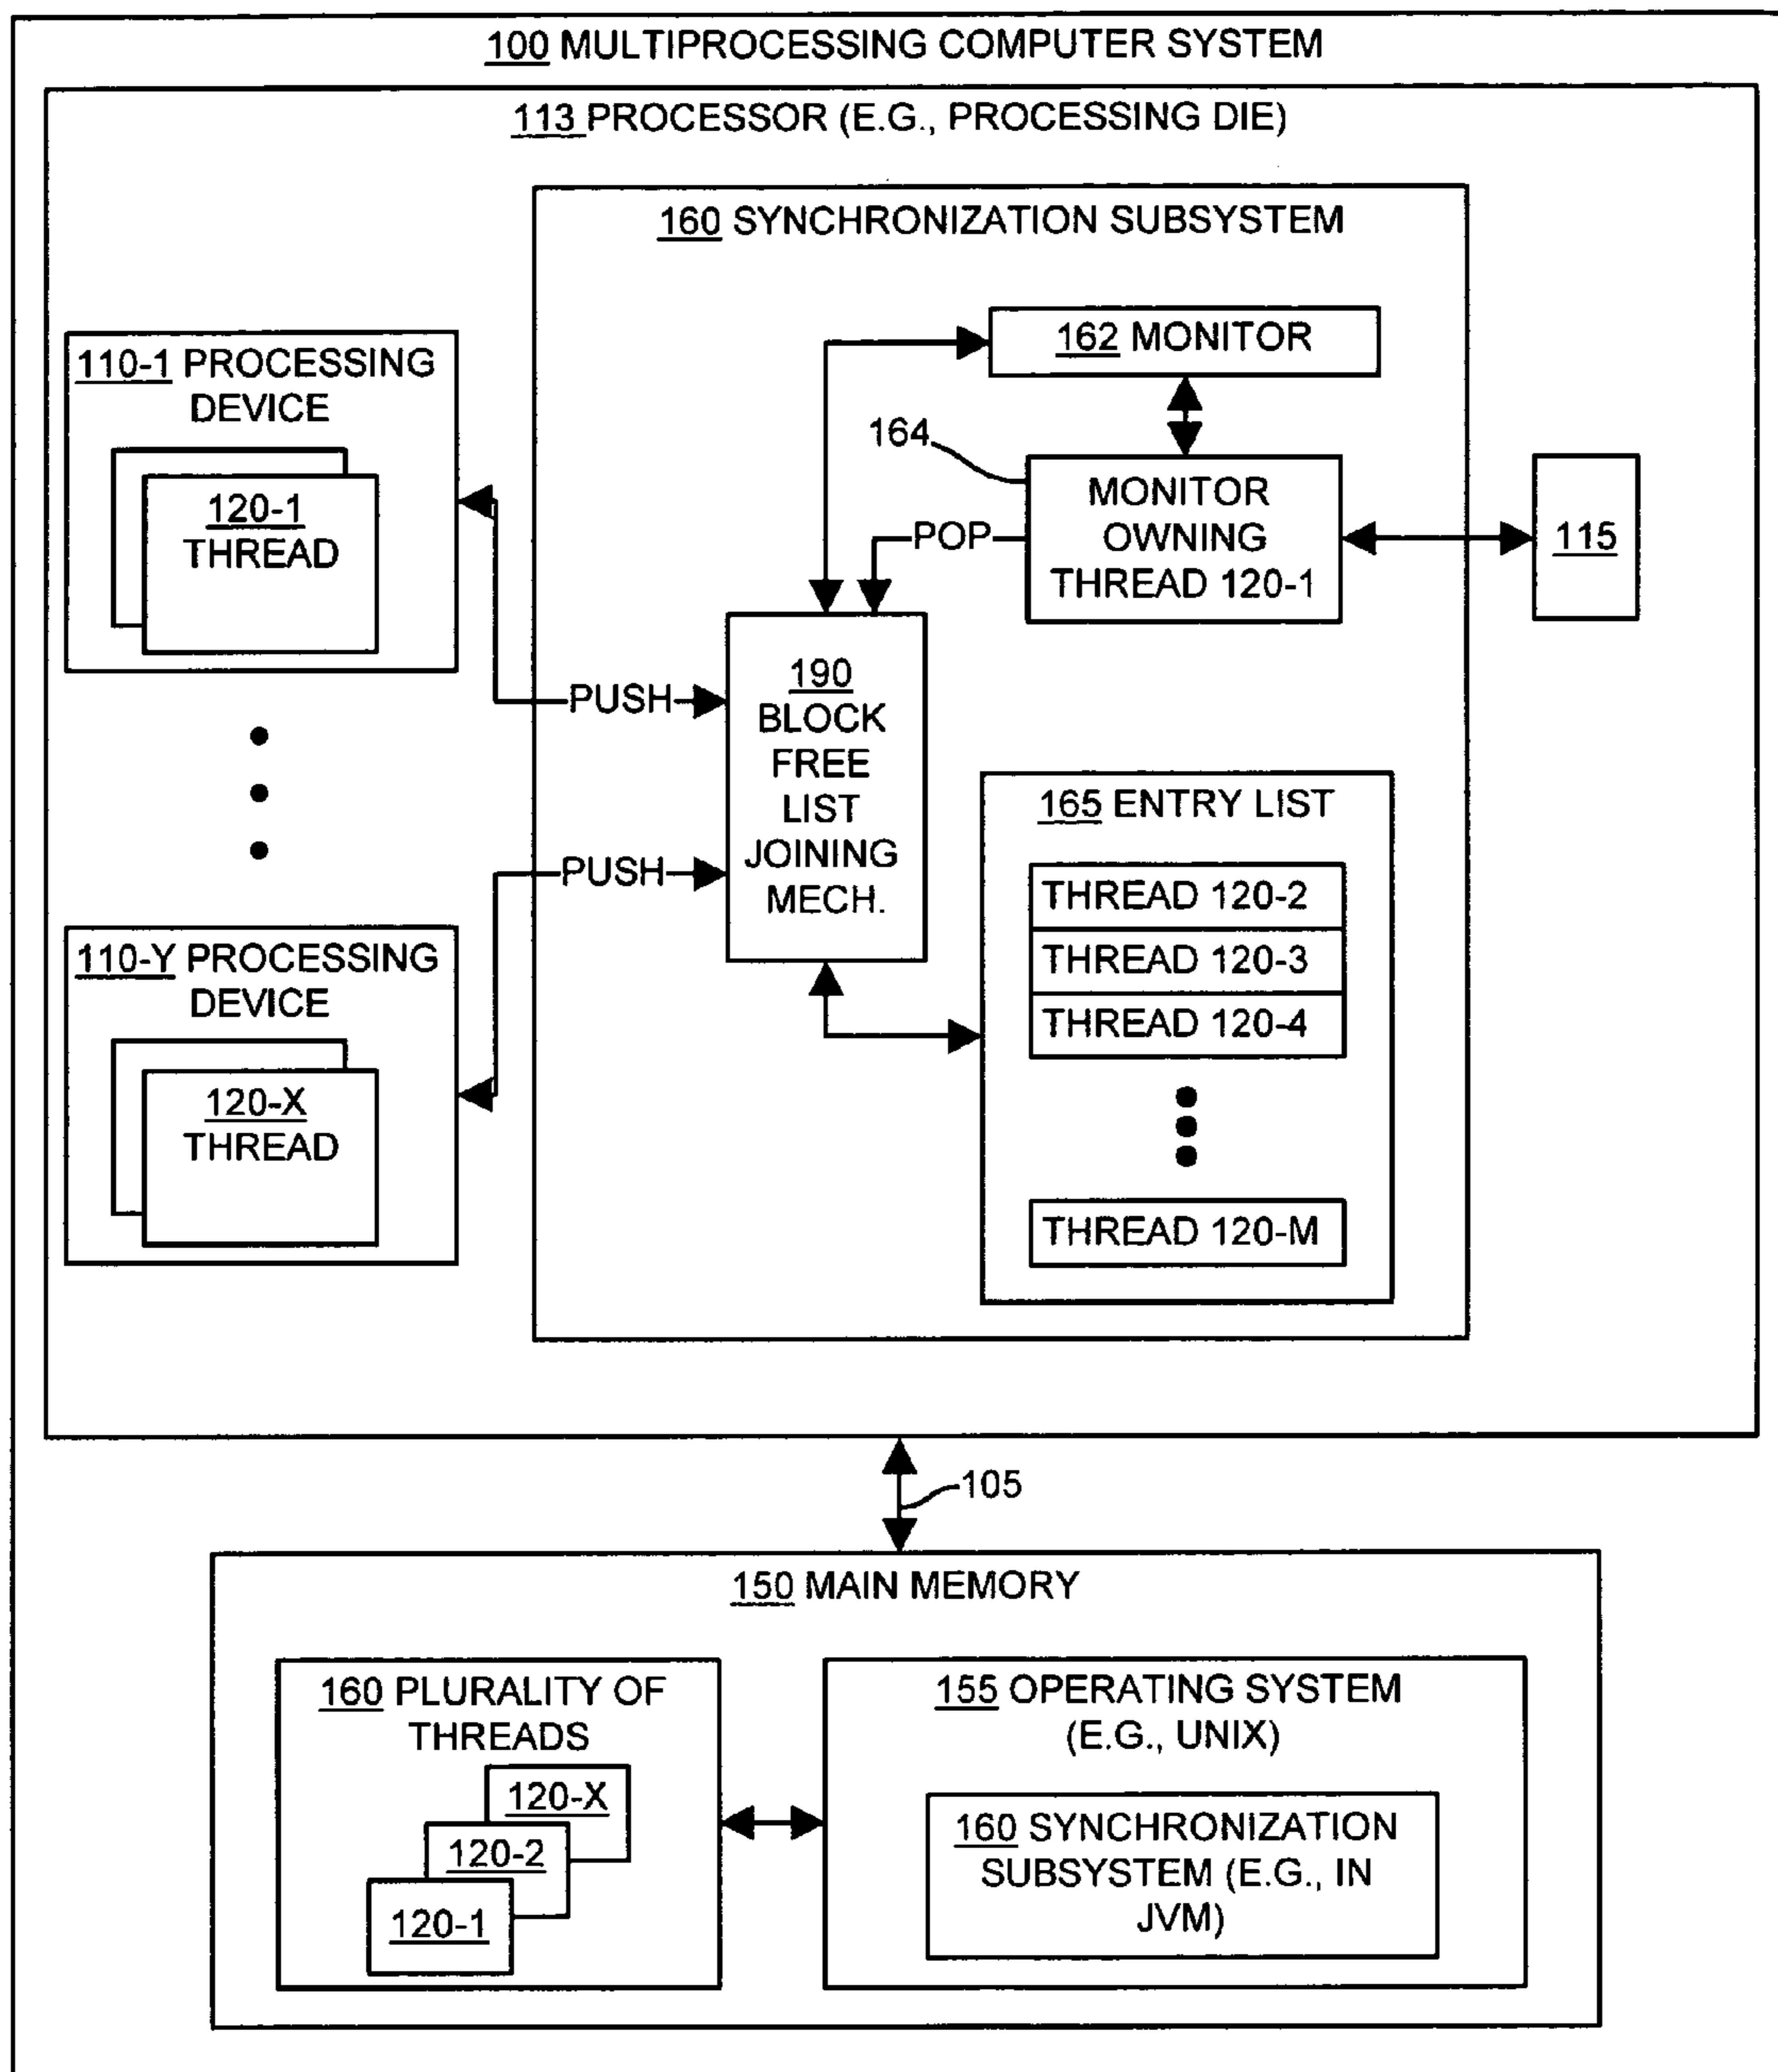 100 MULTIPROCESSING COMPUTER SYSTEM
113 PROCESSOR (E.G., PROCESSING DIE)
160 SYNCHRONIZATION SUBSYSTEM
162 MONITOR
110-1 PROCESSING
DEVICE
120-1
THREAD
164
MONITOR
OWNING
THREAD 120-1
POP
115
190
BLOCK
FREE
LIST
JOINING
MECH.
PUSH
PUSH
165 ENTRY LIST
THREAD 120-2
THREAD 120-3
THREAD 120-4
THREAD 120-M
110-Y PROCESSING
DEVICE
120-X
THREAD
105
150 MAIN MEMORY
160 PLURALITY OF
THREADS
120-X
120-2
120-1
155 OPERATING SYSTEM
(E.G., UNIX)
160 SYNCHRONIZATION
SUBSYSTEM (E.G., IN
JVM)